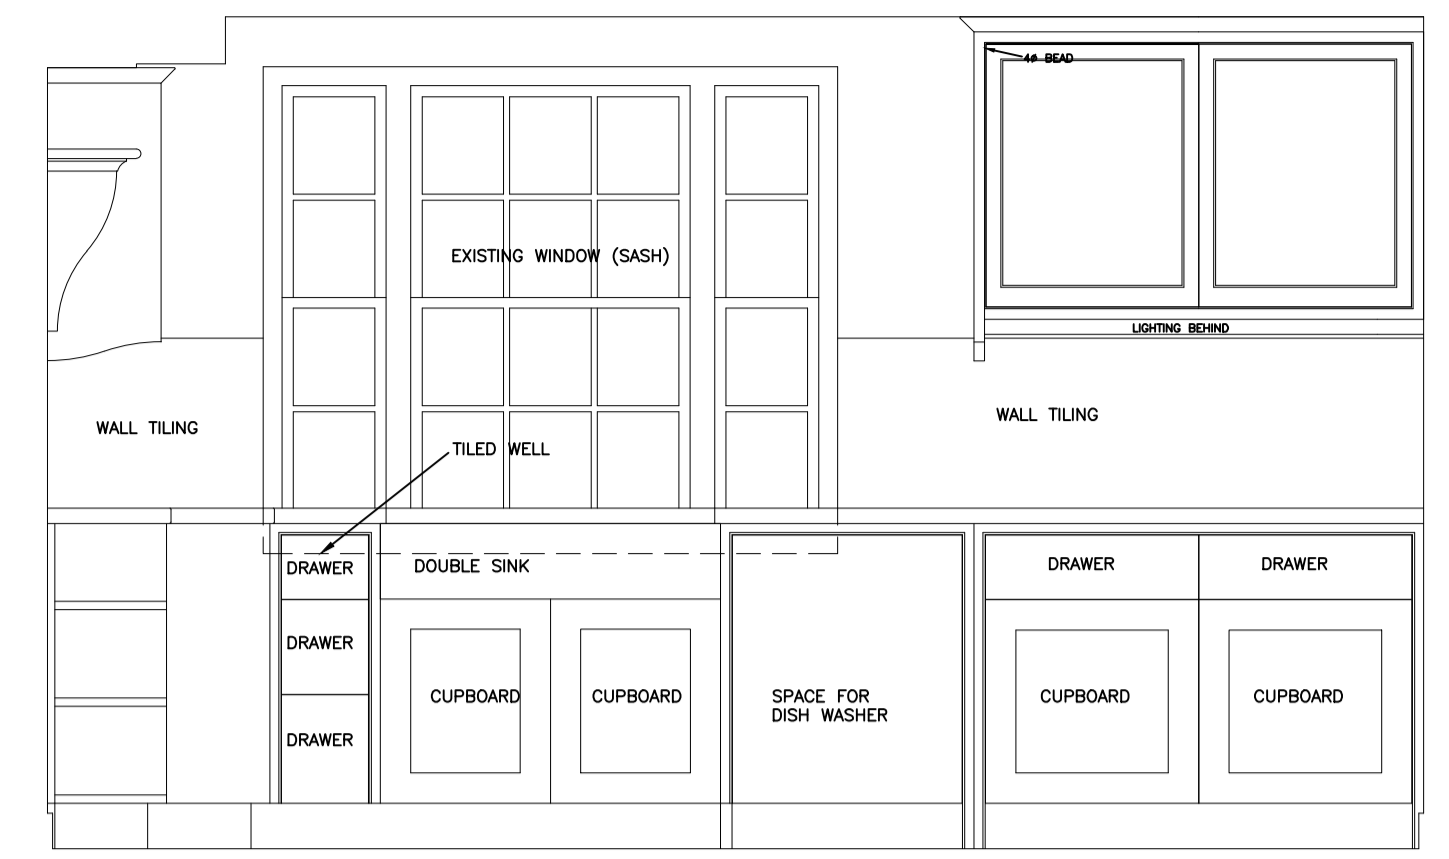 4ø BEAD
EXISTING WINDOW (SASH)
LIGHTING BEHIND
WALL TILING
WALL TILING
TILED WELL
DRAWER
DOUBLE SINK
DRAWER
DRAWER
DRAWER
CUPBOARD
CUPBOARD
SPACE FOR
DISH WASHER
CUPBOARD
CUPBOARD
DRAWER